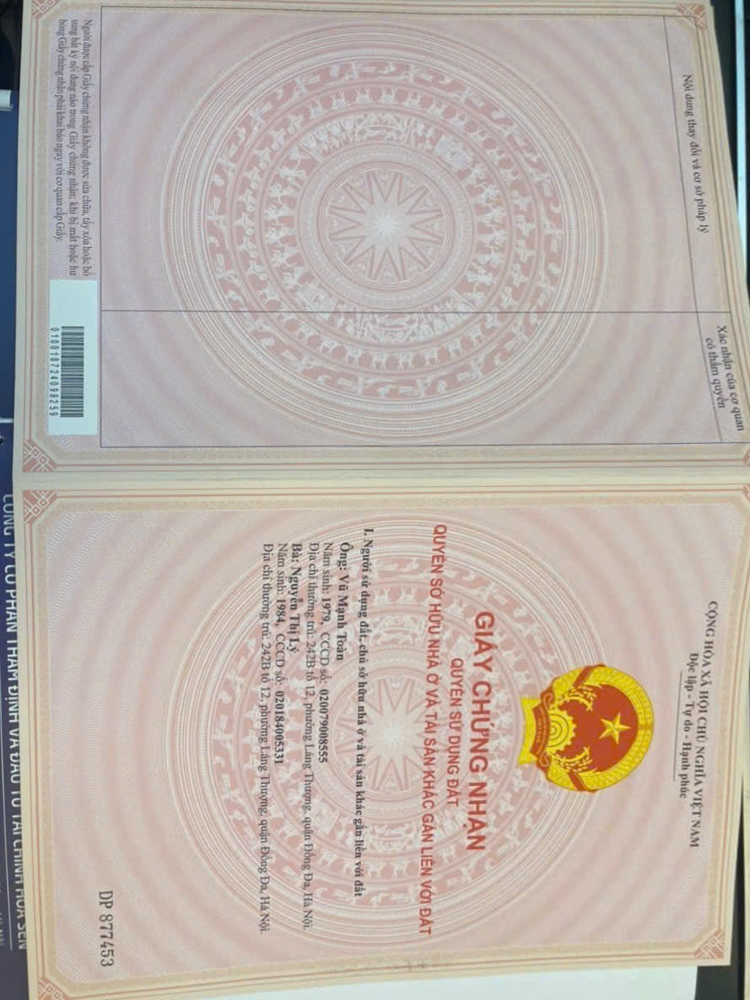 Nội dung thay đổi và cơ sở pháp lý
Xác nhận của cơ quan
có thẩm quyền
Người được cấp Giấy chứng nhận không được sửa chữa, tẩy xóa hoặc bổ
sung bất kỳ nội dung nào trong Giấy chứng nhận; khi bị mất hoặc hư
hỏng Giấy chứng nhận phải khai báo ngay với cơ quan cấp Giấy.
010018724098259
CỘNG HÒA XÃ HỘI CHỦ NGHĨA VIỆT NAM
Độc lập - Tự do - Hạnh phúc
VIỆT NAM
GIẤY CHỨNG NHẬN
QUYỀN SỬ DỤNG ĐẤT
QUYỀN SỞ HỮU NHÀ Ở VÀ TÀI SẢN KHÁC GẮN LIỀN VỚI ĐẤT
I. Người sử dụng đất, chủ sở hữu nhà ở và tài sản khác gắn liền với đất
Ông: Vũ Mạnh Toàn
Năm sinh: 1979, CCCD số: 020079008555
Địa chỉ thường trú: 242B tổ 12, phường Láng Thượng, quận Đống Đa, Hà Nội.
Bà: Nguyễn Thị Lý
Năm sinh: 1984, CCCD số: 020184005331
Địa chỉ thường trú: 242B tổ 12, phường Láng Thượng, quận Đống Đa, Hà Nội.
DP 877453
CÔNG TY CỔ PHẦN THẨM ĐỊNH VÀ ĐẦU TƯ TÀI CHÍNH HOA SEN